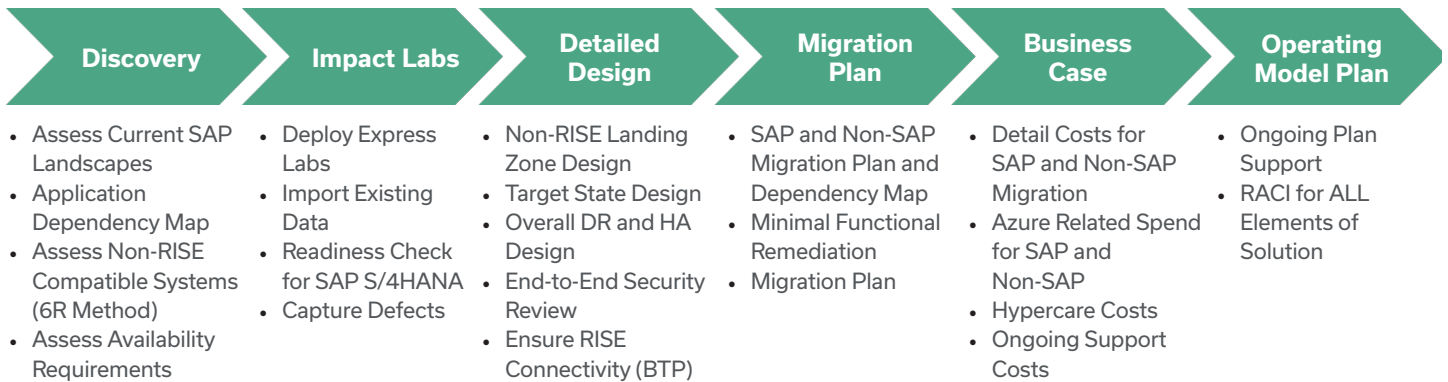 Discovery
Impact Labs
Detailed
Design
Migration
Plan
Business
Case
Operating
Model Plan
• Assess Current SAP
Landscapes
• Application
Dependency Map
• Assess Non-RISE
Compatible Systems
(6R Method)
• Assess Availability
Requirements
• Deploy Express
Labs
• Import Existing
Data
• Readiness Check
for SAP S/4HANA
• Capture Defects
• Non-RISE Landing
Zone Design
• Target State Design
• Overall DR and HA
Design
• End-to-End Security
Review
• Ensure RISE
Connectivity (BTP)
• SAP and Non-SAP
Migration Plan and
Dependency Map
• Minimal Functional
Remediation
• Migration Plan
• Detail Costs for
SAP and Non-SAP
Migration
• Azure Related Spend
for SAP and
Non-SAP
• Hypercare Costs
• Ongoing Support
Costs
• Ongoing Plan
Support
• RACI for ALL
Elements of
Solution